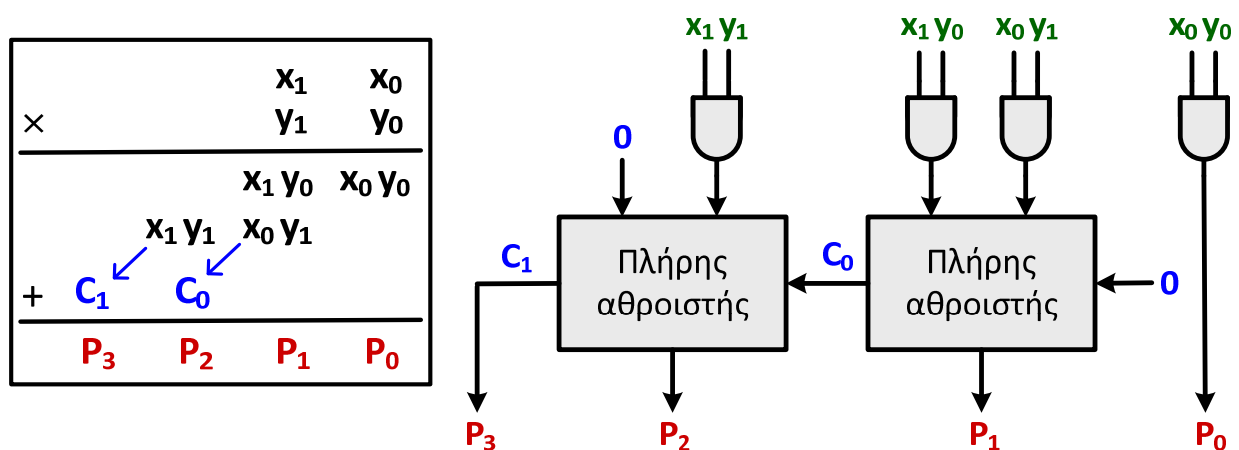 x₁ x₀
× y₁ y₀
x₁ y₀ x₀ y₀
x₁ y₁ x₀ y₁
+ C₁ C₀
P₃ P₂ P₁ P₀
x₁ y₁ x₁ y₀ x₀ y₁ x₀ y₀
0
C₁ Πλήρης αθροιστής C₀ Πλήρης αθροιστής 0
P₃ P₂ P₁ P₀